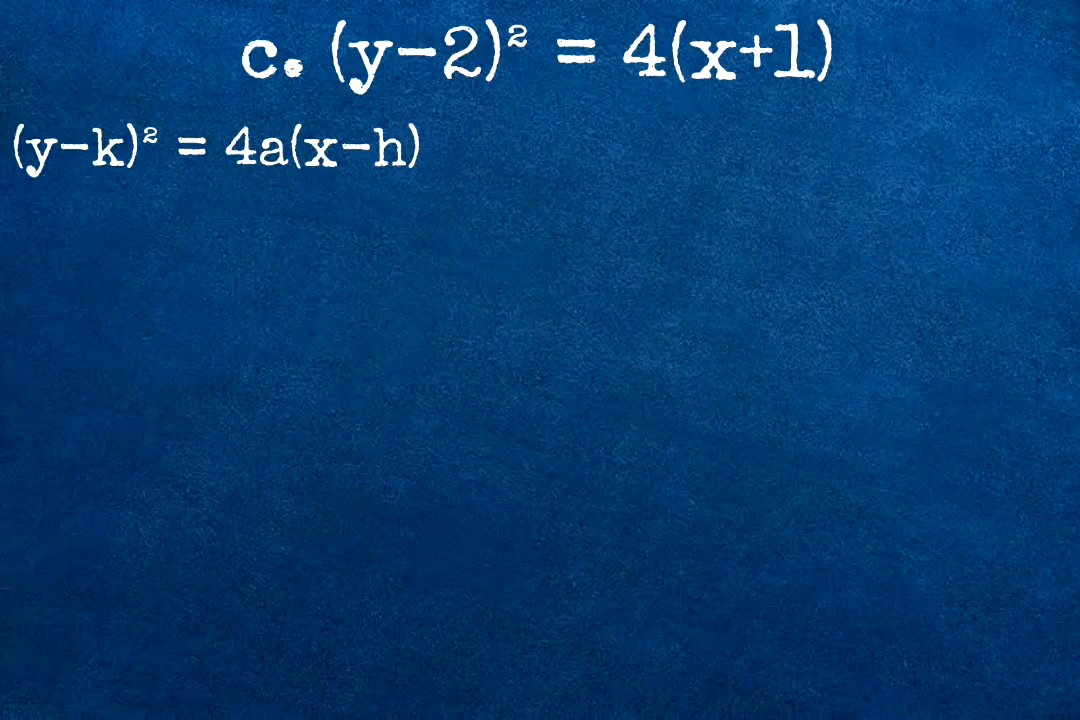 c. (y-2)² = 4(x+1)
(y-k)² = 4a(x-h)